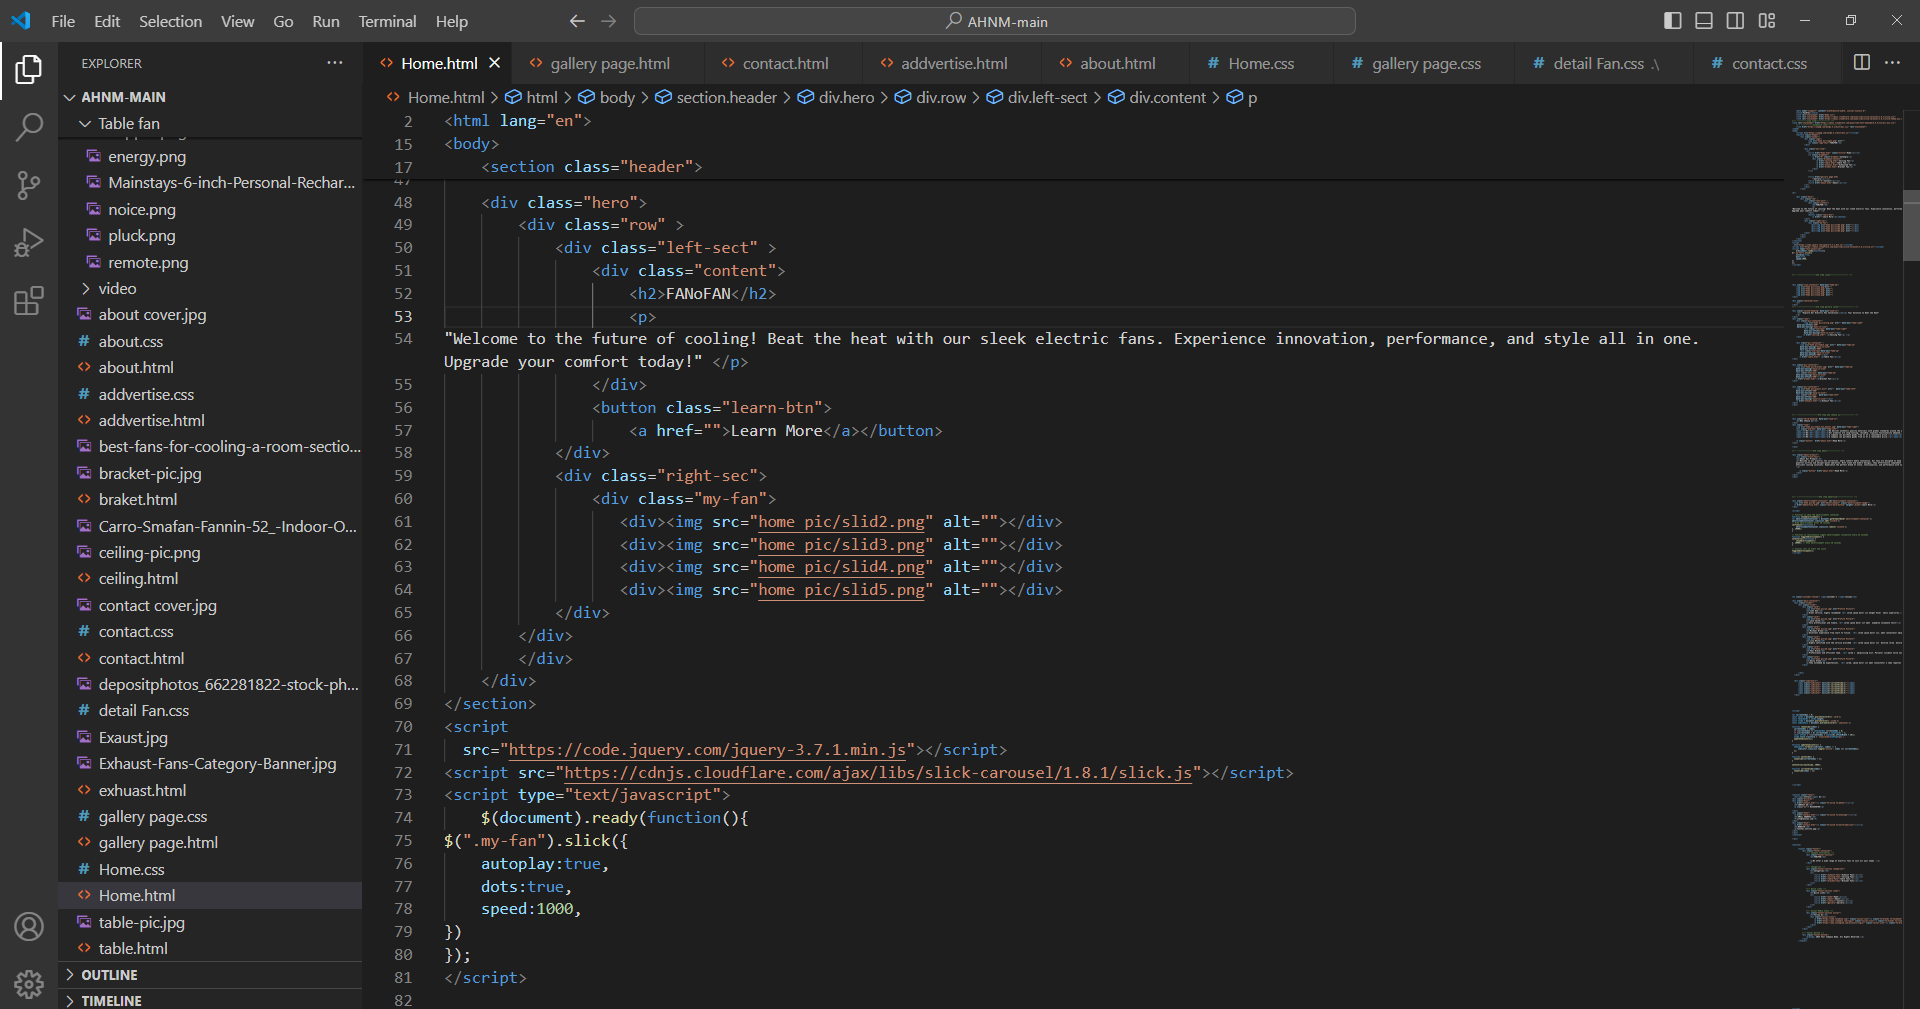 File Edit Selection View Go Run Terminal Help
AHNM-main
EXPLORER
AHNM-MAIN
Table fan
energy.png
Mainstays-6-inch-Personal-Rechar...
noice.png
pluck.png
remote.png
video
about cover.jpg
about.css
about.html
addvertise.css
addvertise.html
best-fans-for-cooling-a-room-sectio...
bracket-pic.jpg
braket.html
Carro-Smafan-Fannin-52_-Indoor-O...
ceiling-pic.png
ceiling.html
contact cover.jpg
contact.css
contact.html
depositphotos_662281822-stock-ph...
detail Fan.css
Exaust.jpg
Exhaust-Fans-Category-Banner.jpg
exhuast.html
gallery page.css
gallery page.html
Home.css
Home.html
table-pic.jpg
table.html
OUTLINE
TIMELINE
Home.html gallery page.html contact.html addvertise.html about.html Home.css gallery page.css detail Fan.css .\ contact.css
Home.html > html > body > section.header > div.hero > div.row > div.left-sect > div.content > p
2 <html lang="en">
15 <body>
17 <section class="header">
47
48 <div class="hero">
49 <div class="row" >
50 <div class="left-sect" >
51 <div class="content">
52 <h2>FANoFAN</h2>
53 <p>
54 "Welcome to the future of cooling! Beat the heat with our sleek electric fans. Experience innovation, performance, and style all in one.
Upgrade your comfort today!" </p>
55 </div>
56 <button class="learn-btn">
57 <a href="">Learn More</a></button>
58 </div>
59 <div class="right-sec">
60 <div class="my-fan">
61 <div><img src="home pic/slid2.png" alt=""></div>
62 <div><img src="home pic/slid3.png" alt=""></div>
63 <div><img src="home pic/slid4.png" alt=""></div>
64 <div><img src="home pic/slid5.png" alt=""></div>
65 </div>
66 </div>
67 </div>
68 </div>
69 </section>
70 <script
71 src="https://code.jquery.com/jquery-3.7.1.min.js"></script>
72 <script src="https://cdnjs.cloudflare.com/ajax/libs/slick-carousel/1.8.1/slick.js"></script>
73 <script type="text/javascript">
74 $(document).ready(function(){
75 $(".my-fan").slick({
76 autoplay:true,
77 dots:true,
78 speed:1000,
79 })
80 });
81 </script>
82